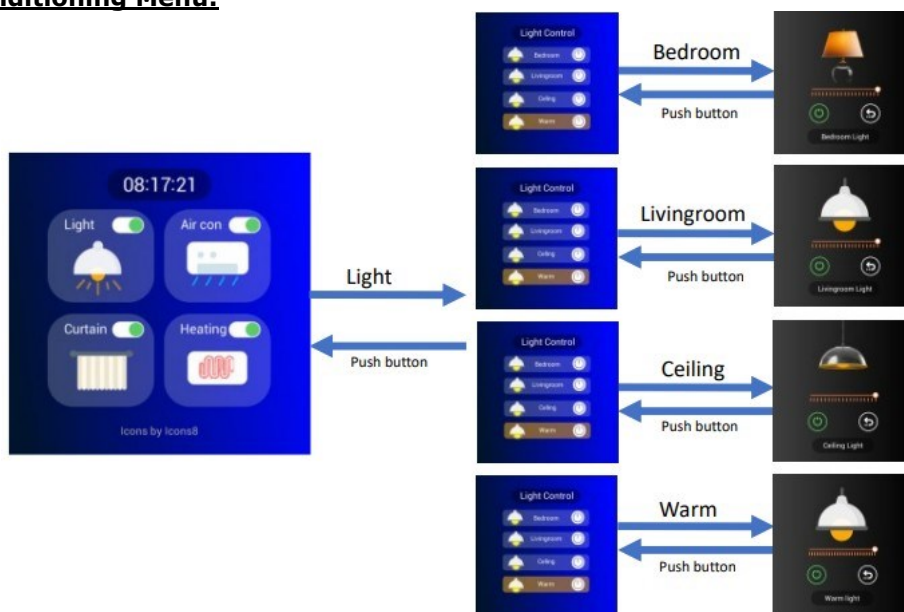 nditioning Menu:
08:17:21
Light
Air con
Curtain
Heating
Icons by Icons8
Light
Push button
Light Control
Bedroom
Livingroom
Ceiling
Warm
Bedroom
Push button
Bedroom Light
Light Control
Bedroom
Livingroom
Ceiling
Warm
Livingroom
Push button
Livingroom Light
Light Control
Bedroom
Livingroom
Ceiling
Warm
Ceiling
Push button
Ceiling Light
Light Control
Bedroom
Livingroom
Ceiling
Warm
Warm
Push button
Warm light